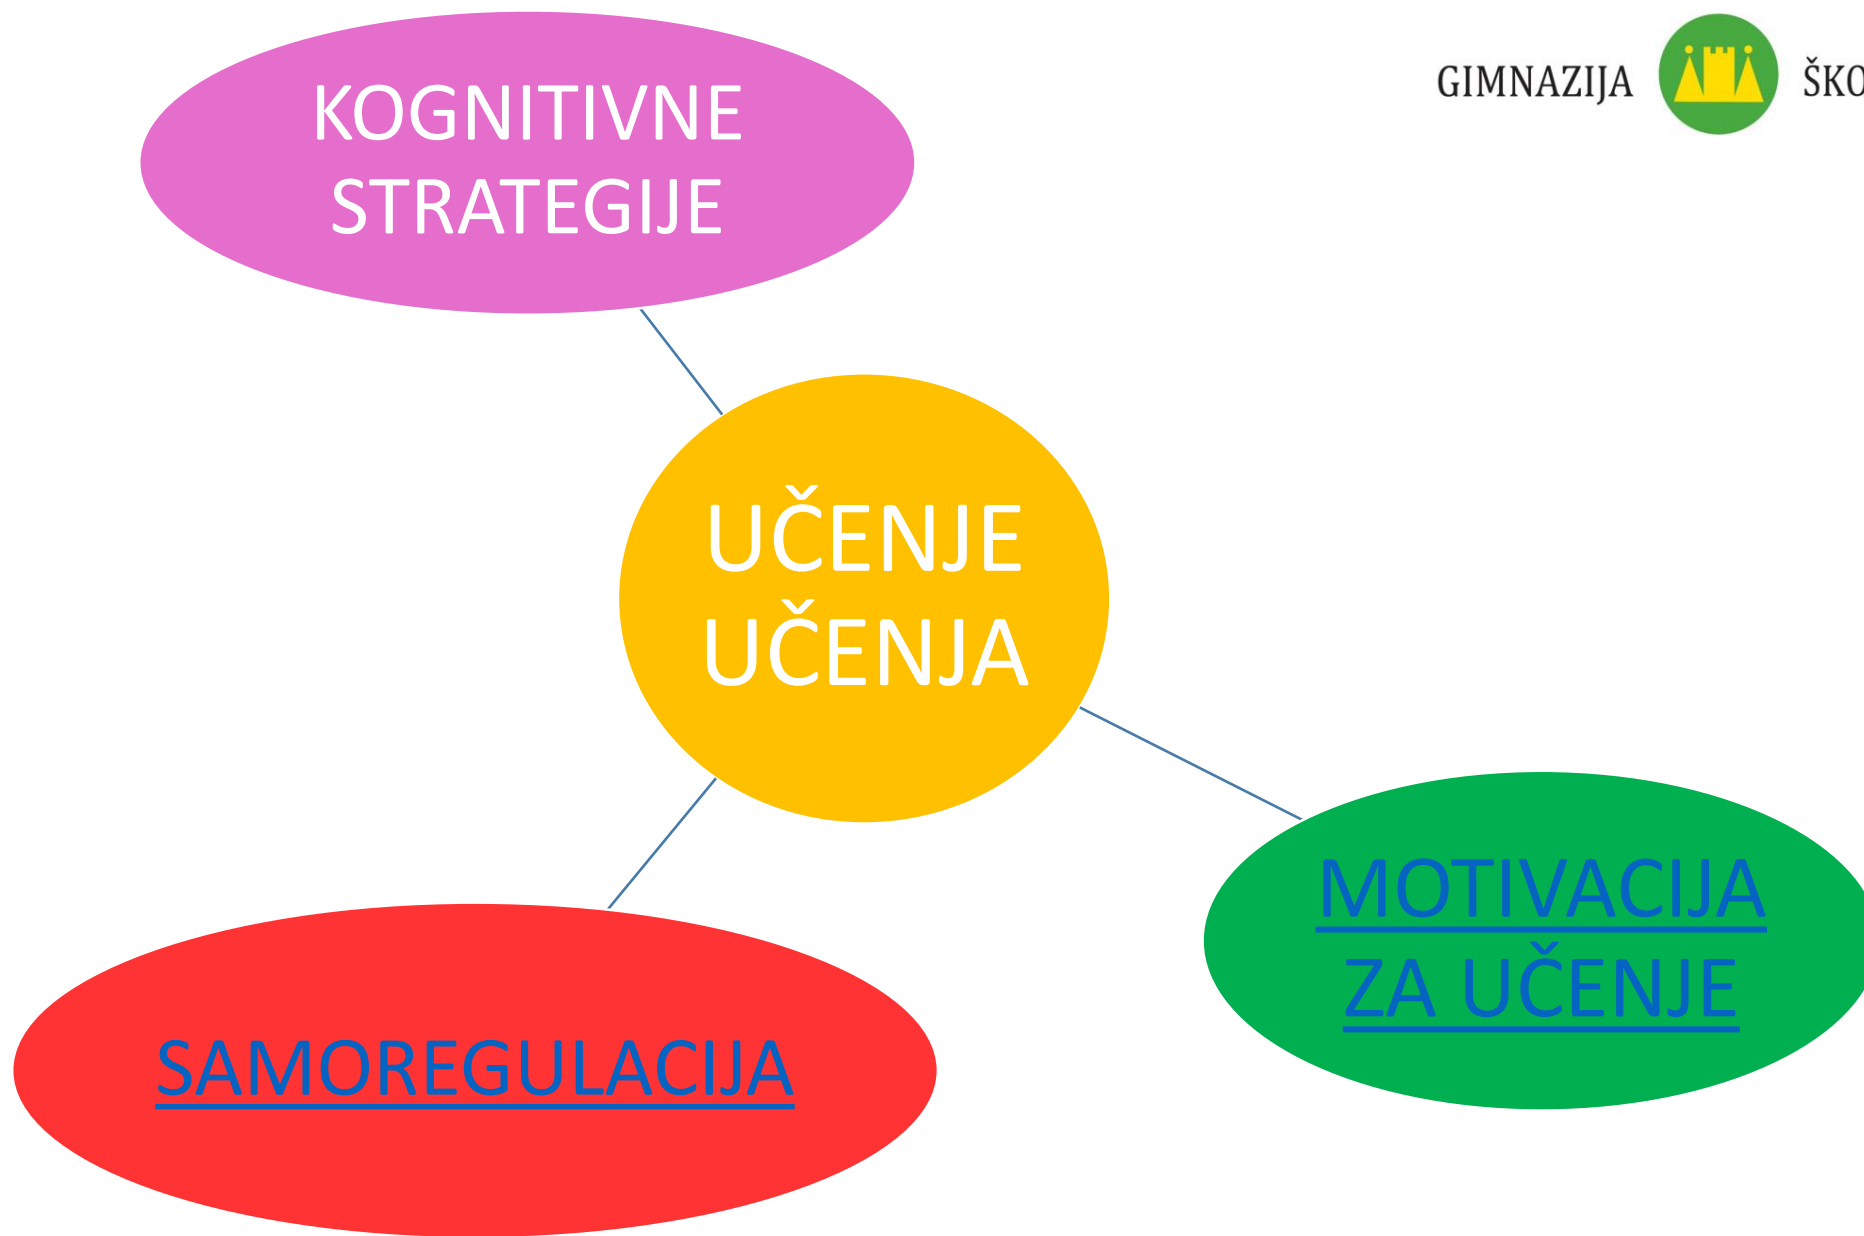 KOGNITIVNE
STRATEGIJE
GIMNAZIJA
UČENJE
UČENJA
MOTIVACIJA
ZA UČENJE
SAMOREGULACIJA